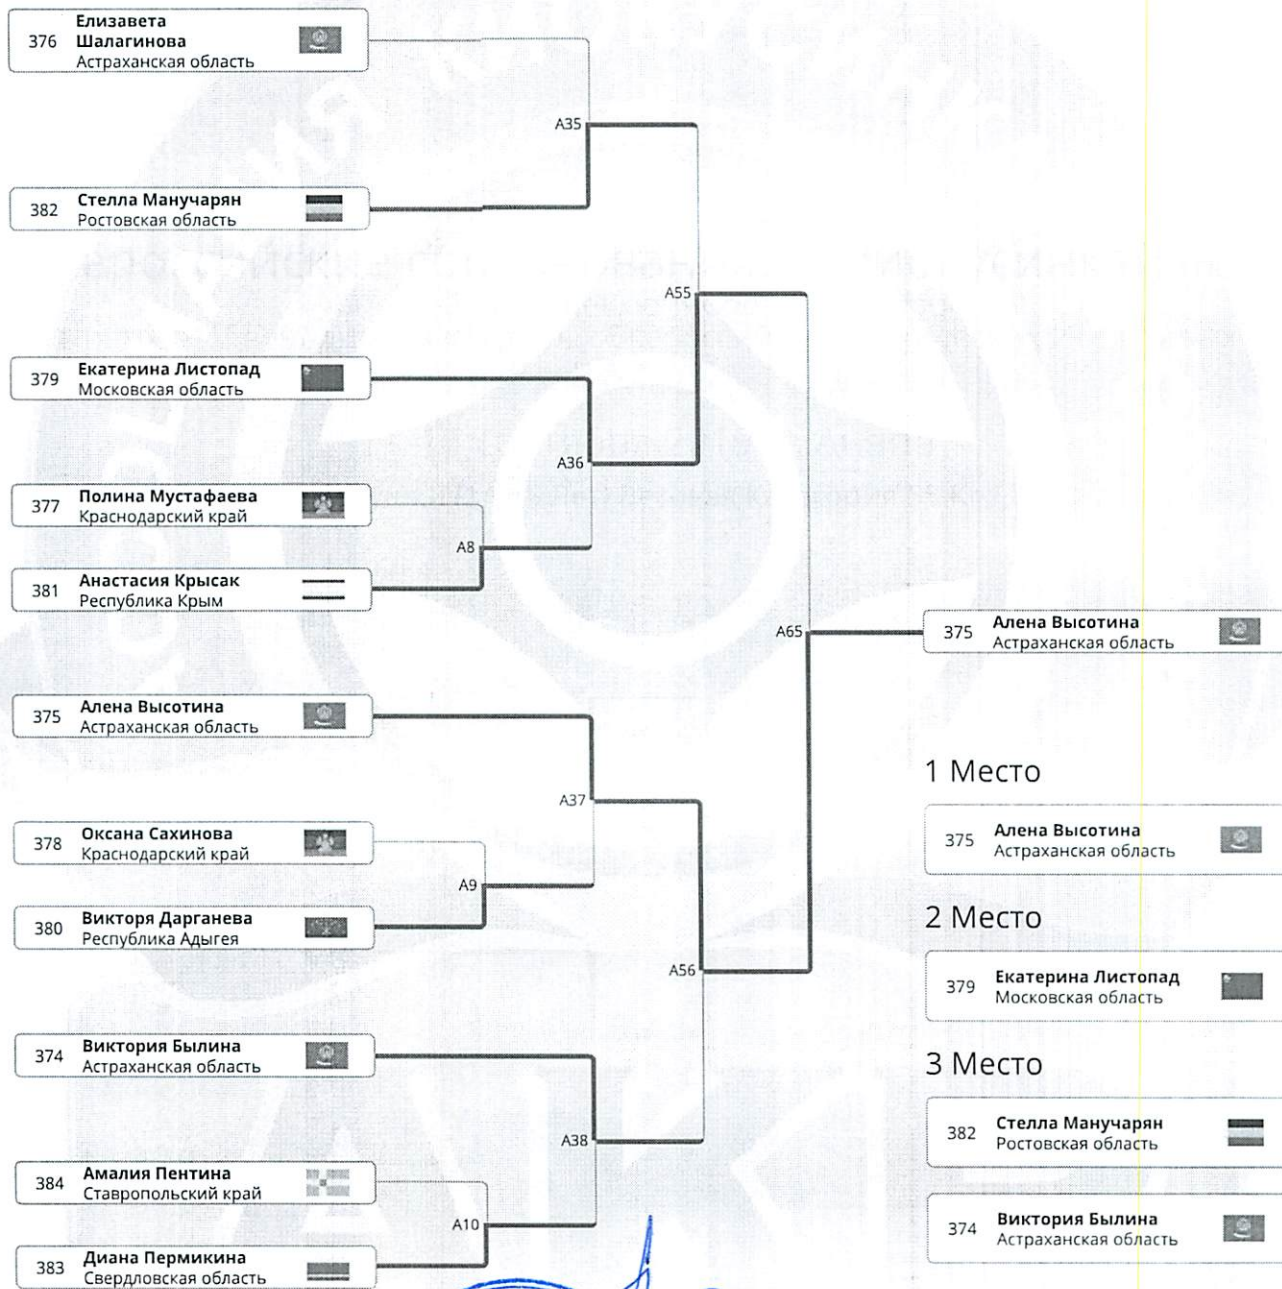 376 Елизавета
Шалагинова
Астраханская область
A35
382 Стелла Манучарян
Ростовская область
A55
379 Екатерина Листопад
Московская область
A36
377 Полина Мустафаева
Краснодарский край
A8
381 Анастасия Крысак
Республика Крым
A65
375 Алена Высотина
Астраханская область
375 Алена Высотина
Астраханская область
A37
378 Оксана Сахинова
Краснодарский край
A9
380 Викторя Дарганева
Республика Адыгея
A56
374 Виктория Былина
Астраханская область
A38
384 Амалия Пентина
Ставропольский край
A10
383 Диана Пермикина
Свердловская область
1 Место
375 Алена Высотина
Астраханская область
2 Место
379 Екатерина Листопад
Московская область
3 Место
382 Стелла Манучарян
Ростовская область
374 Виктория Былина
Астраханская область